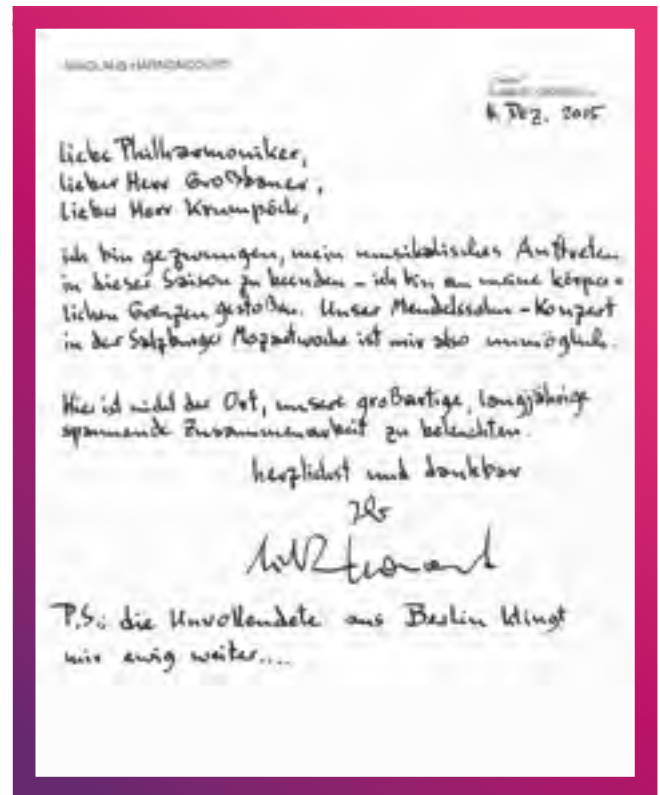 NIKOLAUS HARNONCOURT
Dez. 2015
liebe Philharmoniker,
lieber Herr Großbauer,
lieber Herr Krumpöck,
ich bin gezwungen, mein musikalisches Auftreten
in dieser Saison zu beenden – ich bin an meine körper=
lichen Grenzen gestoßen. Unser Mendelssohn-Konzert
in der Salzburger Mozartwoche ist mir also unmöglich.
Hier ist nicht der Ort, unsere großartige, langjährige
spannende Zusammenarbeit zu beleuchten.
herzlichst und dankbar
Ihr
P.S.: die Unvollendete aus Berlin klingt
mir ewig weiter....